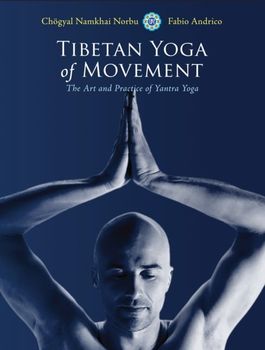 Chögyal Namkhai Norbu Fabio Andrico
TIBETAN YOGA
of MOVEMENT
The Art and Practice of Yantra Yoga